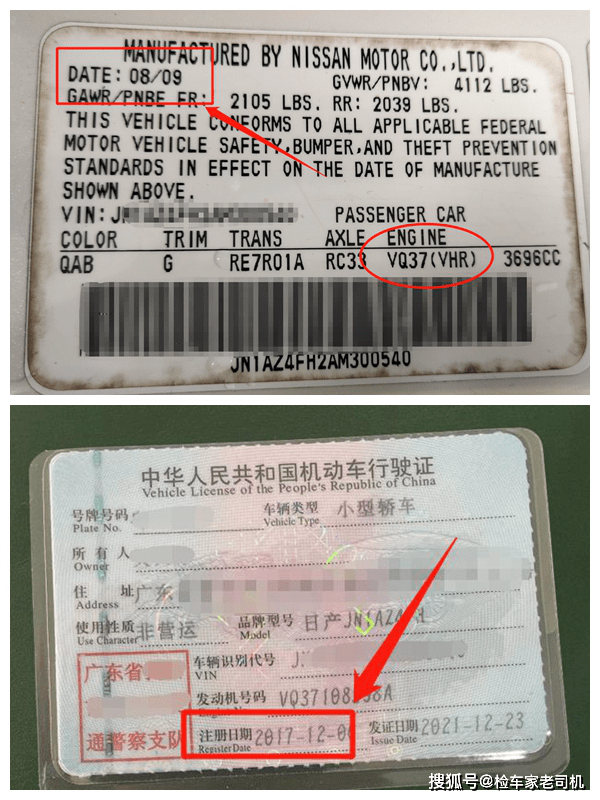 MANUFACTURED BY NISSAN MOTOR CO.,LTD.
DATE: 08/09 GVWR/PNBV: 4112 LBS.
GAWR/PNBE FR: 2105 LBS. RR: 2039 LBS.
THIS VEHICLE CONFORMS TO ALL APPLICABLE FEDERAL
MOTOR VEHICLE SAFETY,BUMPER,AND THEFT PREVENTION
STANDARDS IN EFFECT ON THE DATE OF MANUFACTURE
SHOWN ABOVE.
VIN: PASSENGER CAR
COLOR TRIM TRANS AXLE ENGINE
QAB G RE7R01A RC33 VQ37(VHR) 3696CC
JN1AZ4FH2AM300540
中华人民共和国机动车行驶证
Vehicle License of the People's Republic of China
号牌号码 车辆类型 小型轿车
Plate No. Vehicle Type
所有人
Owner
住址 广东
Address
使用性质 非营运 品牌型号 日产
Use Character Model
广东省 车辆识别代号
VIN
发动机号码
通警察支队 注册日期 发证日期 2021-12-23
Register Date Issue Date
搜狐号@检车家老司机